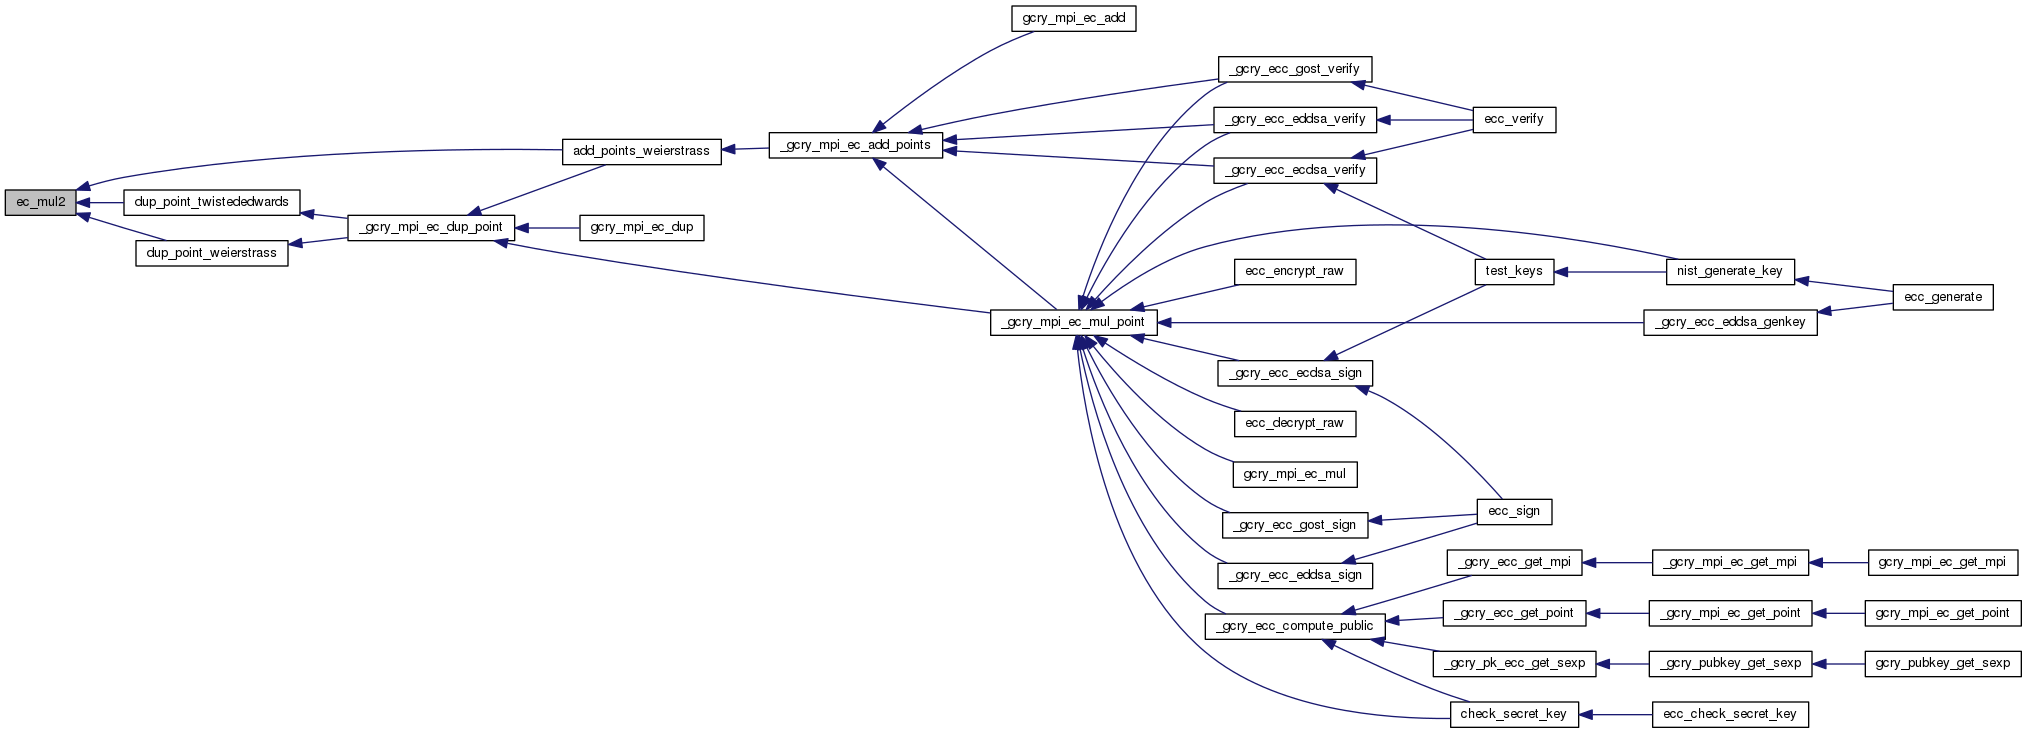 gcry_mpi_ec_add
_gcry_ecc_gost_verify
_gcry_ecc_eddsa_verify
ecc_verify
add_points_weierstrass
_gcry_mpi_ec_add_points
_gcry_ecc_ecdsa_verify
ec_mul2
dup_point_twistededwards
_gcry_mpi_ec_dup_point
gcry_mpi_ec_dup
dup_point_weierstrass
ecc_encrypt_raw
test_keys
nist_generate_key
ecc_generate
_gcry_mpi_ec_mul_point
_gcry_ecc_eddsa_genkey
_gcry_ecc_ecdsa_sign
ecc_decrypt_raw
gcry_mpi_ec_mul
ecc_sign
_gcry_ecc_gost_sign
_gcry_ecc_eddsa_sign
_gcry_ecc_get_mpi
_gcry_mpi_ec_get_mpi
gcry_mpi_ec_get_mpi
_gcry_ecc_compute_public
_gcry_ecc_get_point
_gcry_mpi_ec_get_point
gcry_mpi_ec_get_point
_gcry_pk_ecc_get_sexp
_gcry_pubkey_get_sexp
gcry_pubkey_get_sexp
check_secret_key
ecc_check_secret_key